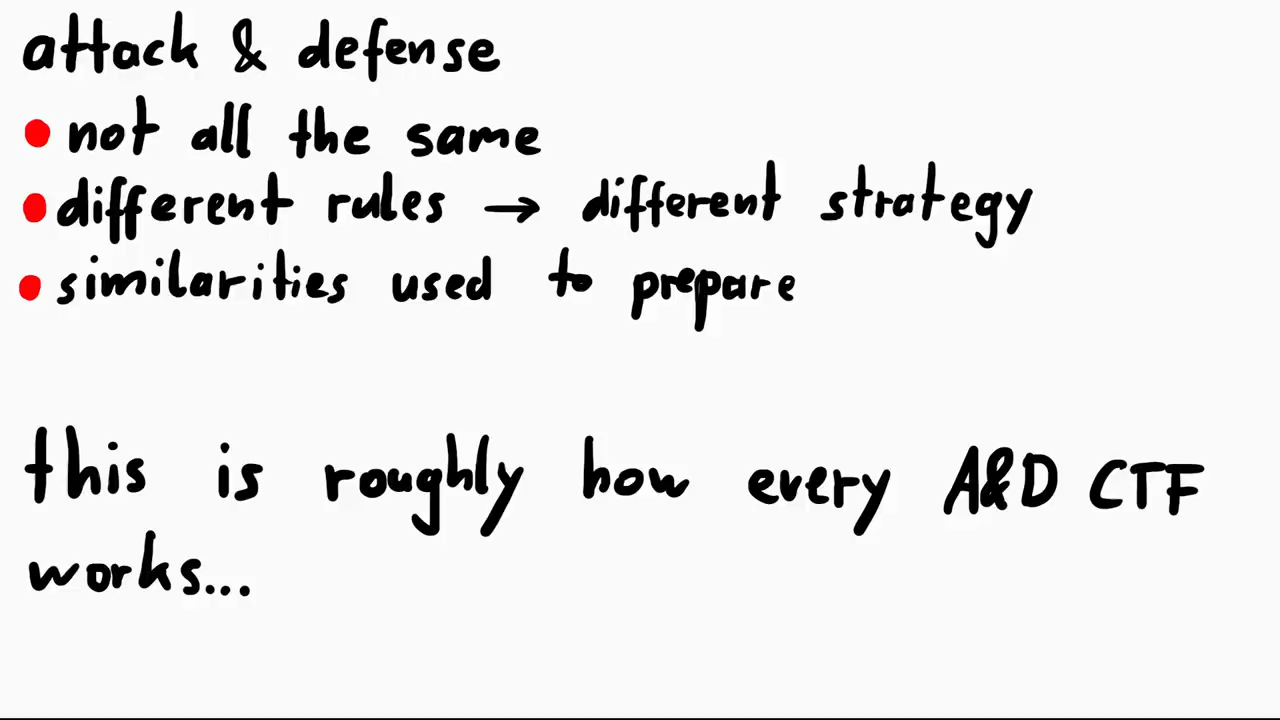 attack & defense
• not all the same
• different rules → different strategy
• similarities used to prepare
this is roughly how every A&D CTF
works...